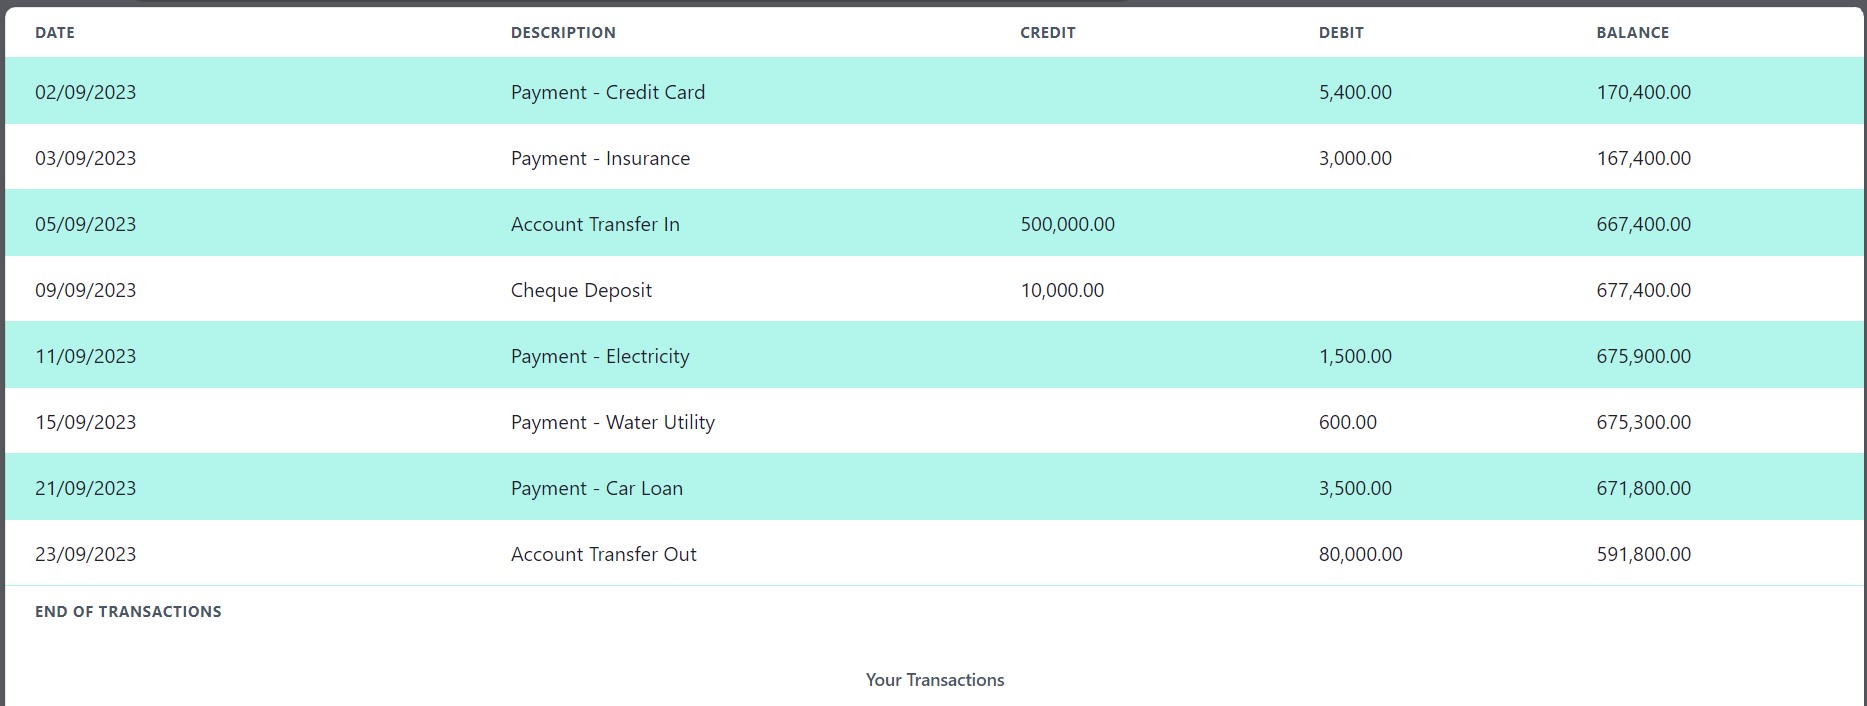 DATE DESCRIPTION CREDIT DEBIT BALANCE
02/09/2023 Payment - Credit Card 5,400.00 170,400.00
03/09/2023 Payment - Insurance 3,000.00 167,400.00
05/09/2023 Account Transfer In 500,000.00 667,400.00
09/09/2023 Cheque Deposit 10,000.00 677,400.00
11/09/2023 Payment - Electricity 1,500.00 675,900.00
15/09/2023 Payment - Water Utility 600.00 675,300.00
21/09/2023 Payment - Car Loan 3,500.00 671,800.00
23/09/2023 Account Transfer Out 80,000.00 591,800.00
END OF TRANSACTIONS
Your Transactions